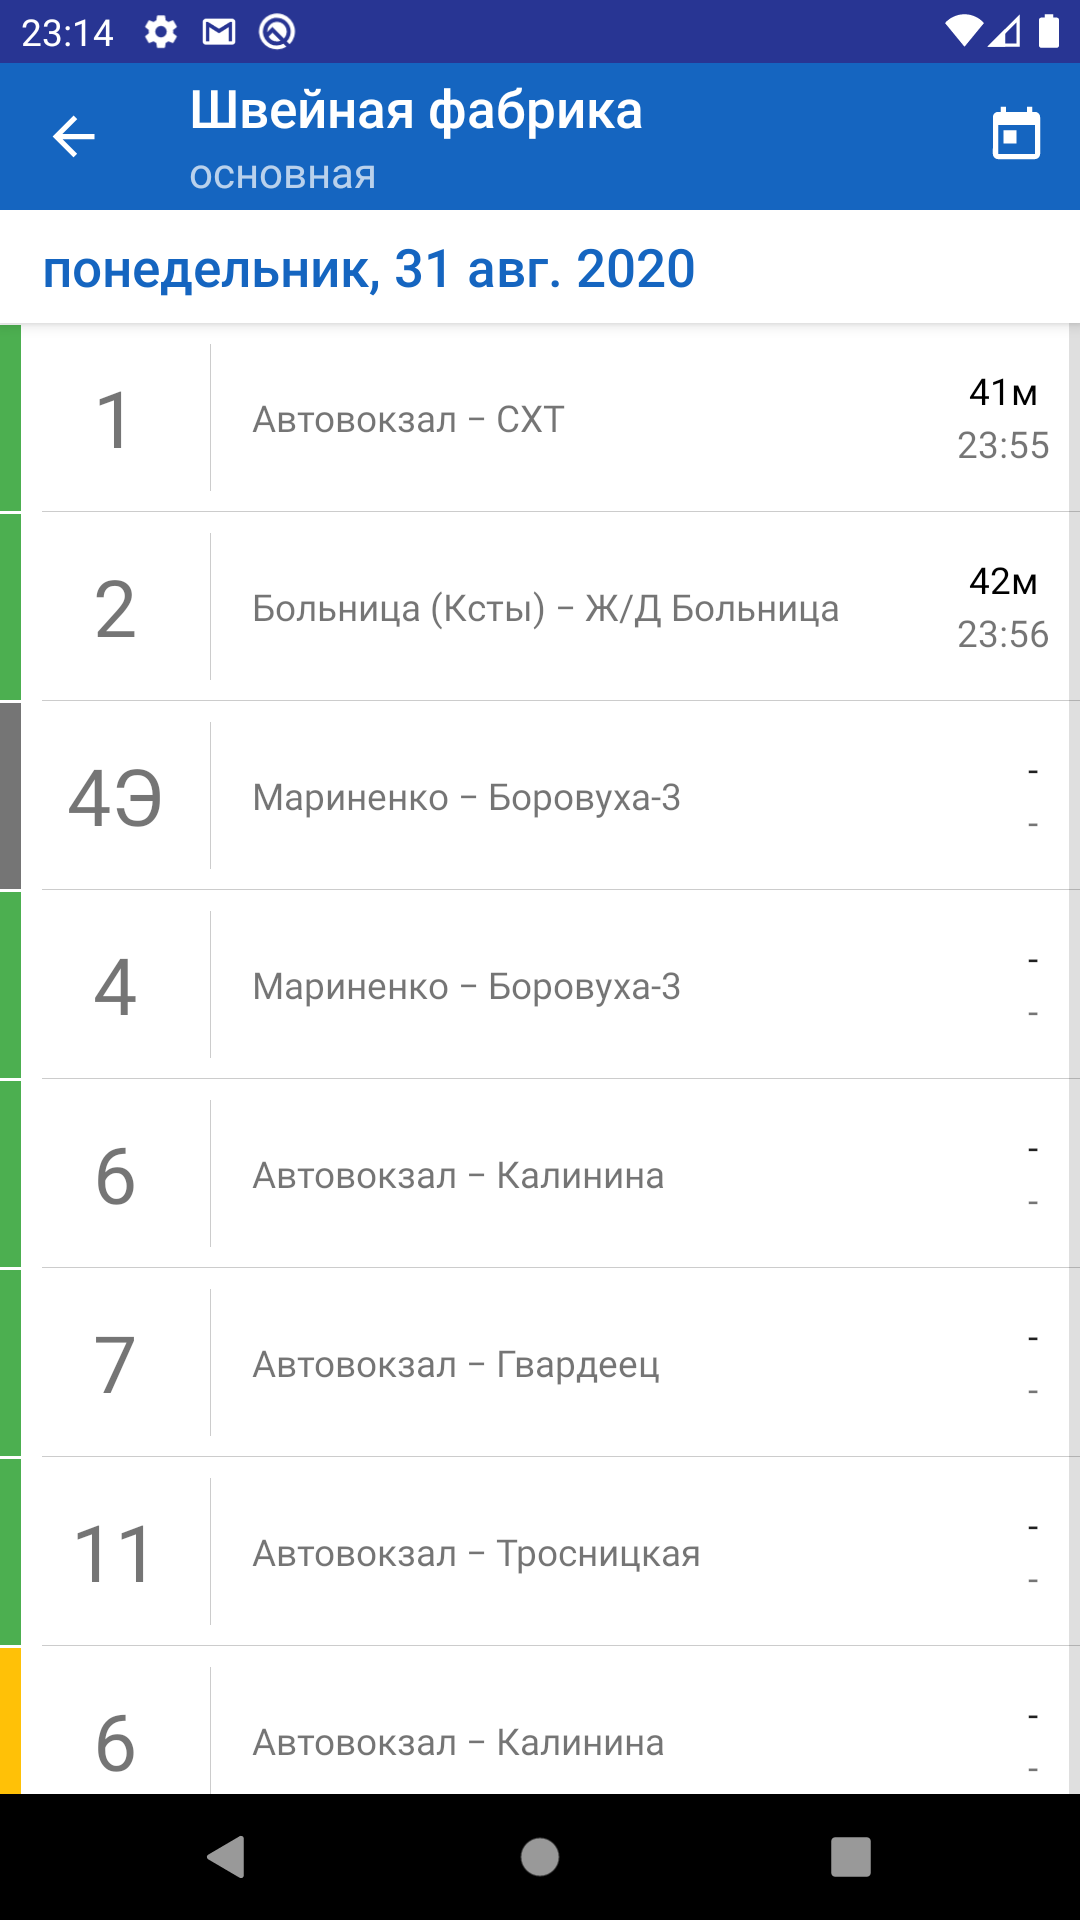 23:14
Швейная фабрика
основная
понедельник, 31 авг. 2020
1
Автовокзал – СХТ
41м
23:55
2
Больница (Ксты) – Ж/Д Больница
42м
23:56
4Э
Мариненко – Боровуха-3
-
-
4
Мариненко – Боровуха-3
-
-
6
Автовокзал – Калинина
-
-
7
Автовокзал – Гвардеец
-
-
11
Автовокзал – Тросницкая
-
-
6
Автовокзал – Калинина
-
-